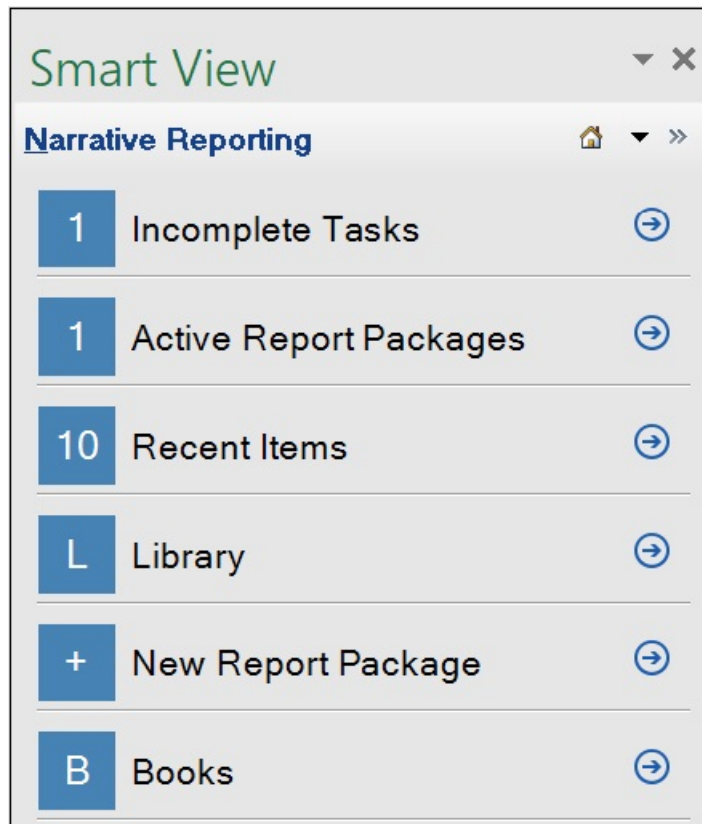 Smart View
Narrative Reporting
1 Incomplete Tasks
1 Active Report Packages
10 Recent Items
L Library
+ New Report Package
B Books